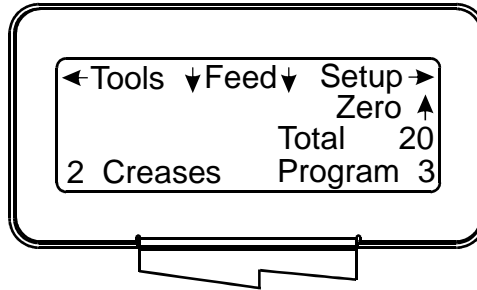 ←Tools ↓Feed↓ Setup→
Zero ↑
Total 20
2 Creases Program 3